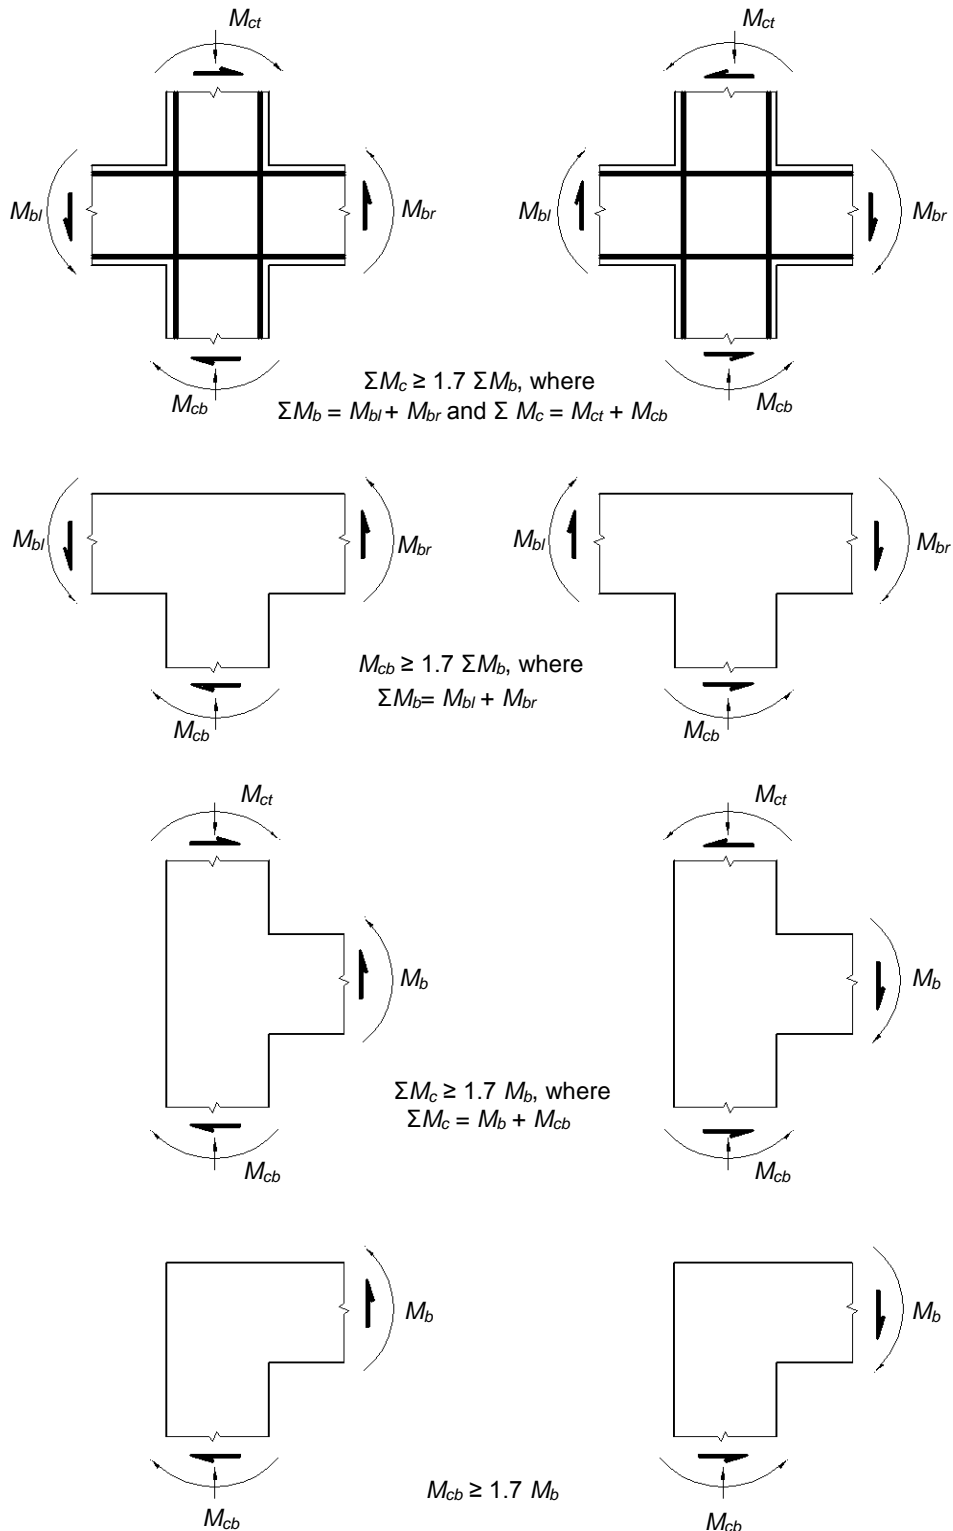 Mct
Mct
Mbl
Mbr
Mbl
Mbr
Mcb
Mcb
ΣMc ≥ 1.7 ΣMb, where
ΣMb = Mbl + Mbr and Σ Mc = Mct + Mcb
Mbl
Mbr
Mbl
Mbr
Mcb ≥ 1.7 ΣMb, where
ΣMb= Mbl + Mbr
Mcb
Mcb
Mct
Mct
Mb
Mb
ΣMc ≥ 1.7 Mb, where
ΣMc = Mb + Mcb
Mcb
Mcb
Mb
Mb
Mcb ≥ 1.7 Mb
Mcb
Mcb